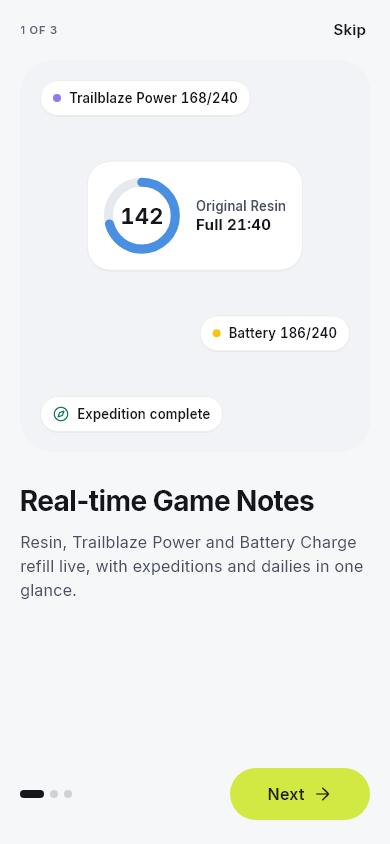 1 OF 3
Skip
Trailblaze Power 168/240
142
Original Resin
Full 21:40
Battery 186/240
Expedition complete
Real-time Game Notes
Resin, Trailblaze Power and Battery Charge
refill live, with expeditions and dailies in one
glance.
Next